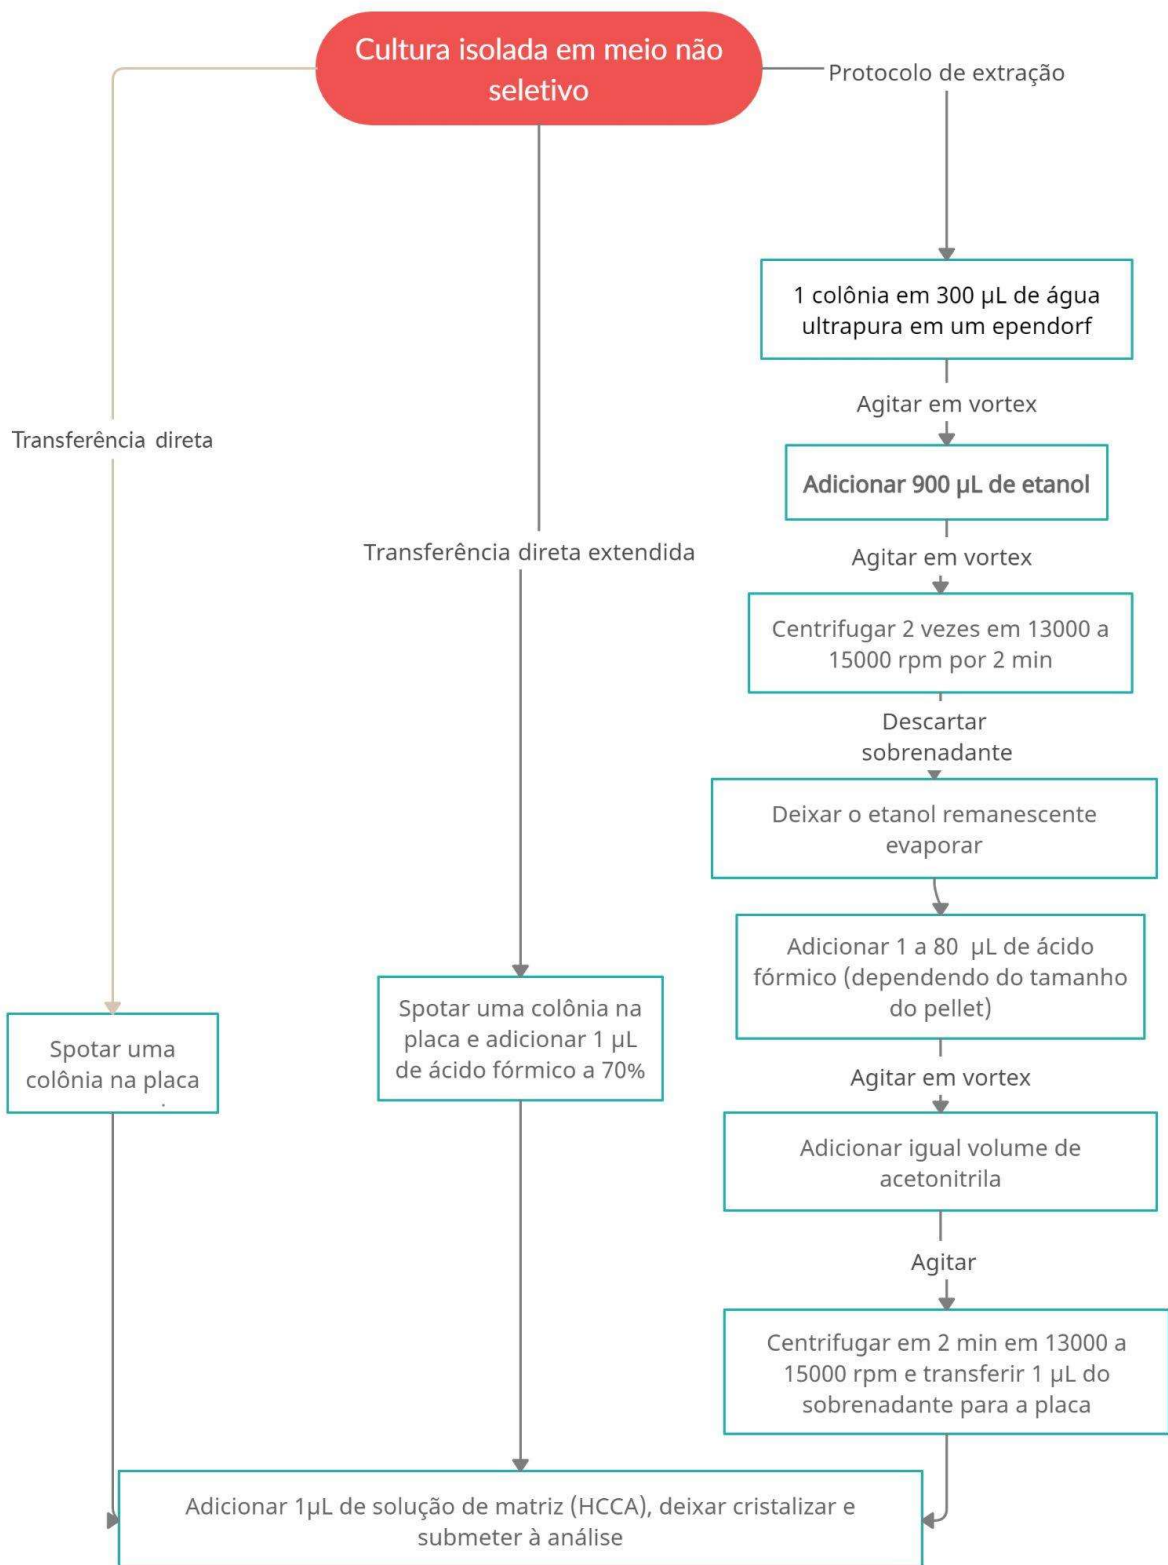 Cultura isolada em meio não
seletivo
Protocolo de extração
1 colônia em 300 µL de água
ultrapura em um ependorf
Agitar em vortex
Transferência direta
Adicionar 900 µL de etanol
Transferência direta extendida
Agitar em vortex
Centrifugar 2 vezes em 13000 a
15000 rpm por 2 min
Descartar
sobrenadante
Deixar o etanol remanescente
evaporar
Adicionar 1 a 80 µL de ácido
fórmico (dependendo do tamanho
do pellet)
Spotar uma
colônia na placa
.
Spotar uma colônia na
placa e adicionar 1 µL
de ácido fórmico a 70%
Agitar em vortex
Adicionar igual volume de
acetonitrila
Agitar
Centrifugar em 2 min em 13000 a
15000 rpm e transferir 1 µL do
sobrenadante para a placa
Adicionar 1µL de solução de matriz (HCCA), deixar cristalizar e
submeter à análise